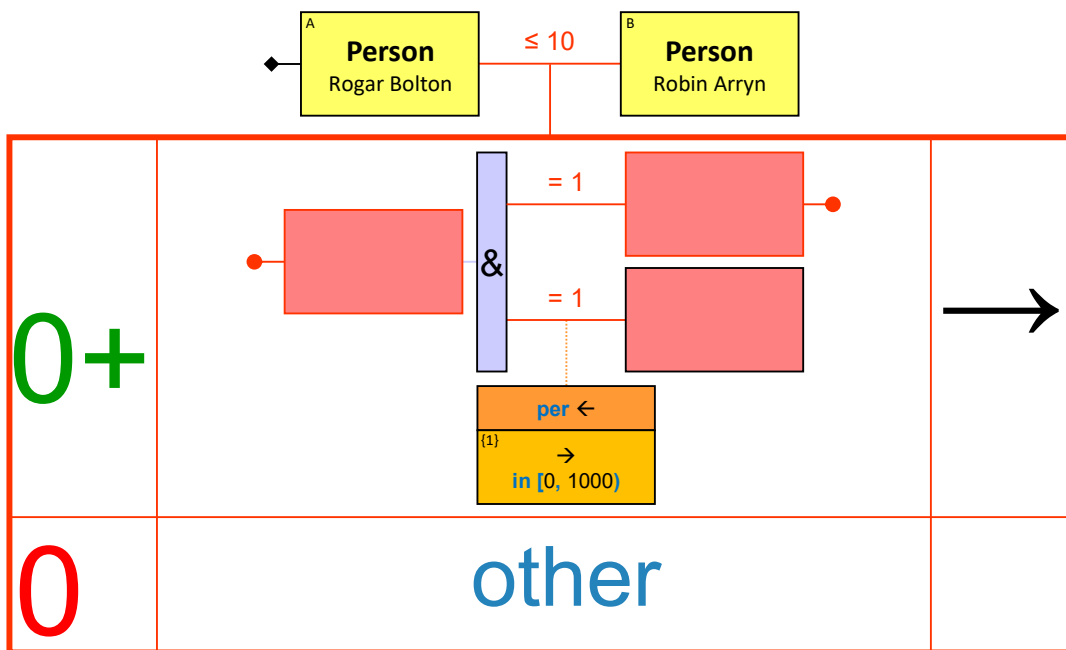 A
Person
Rogar Bolton
≤ 10
B
Person
Robin Arryn
0+
&
= 1
= 1
per ←
{1}
→
in [0, 1000)
→
0
other